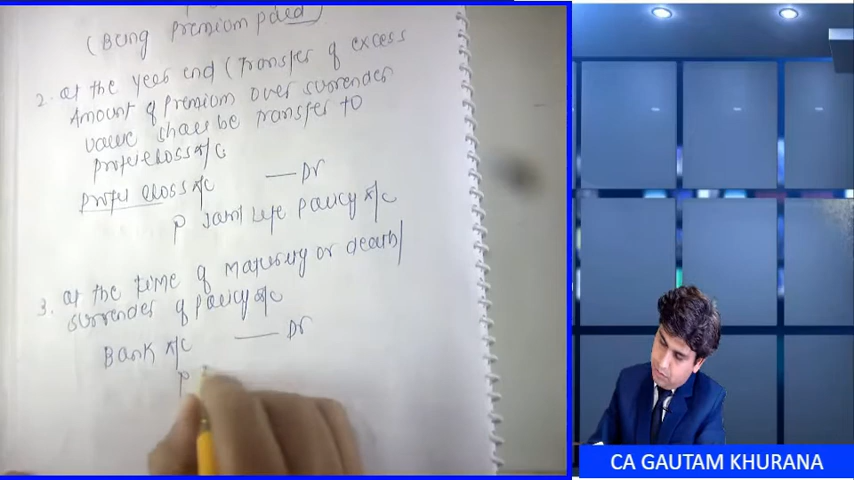 (Being Premium paid)
2. at the year end (Transfer of excess
Amount of Premium over surrender
value shall be transfer to
Profit & Loss A/c
Profit & Loss A/c — Dr
To Joint Life Policy A/c
3. at the time of maturity or death/
surrender of Policy A/c
Bank A/c — Dr
To
CA GAUTAM KHURANA